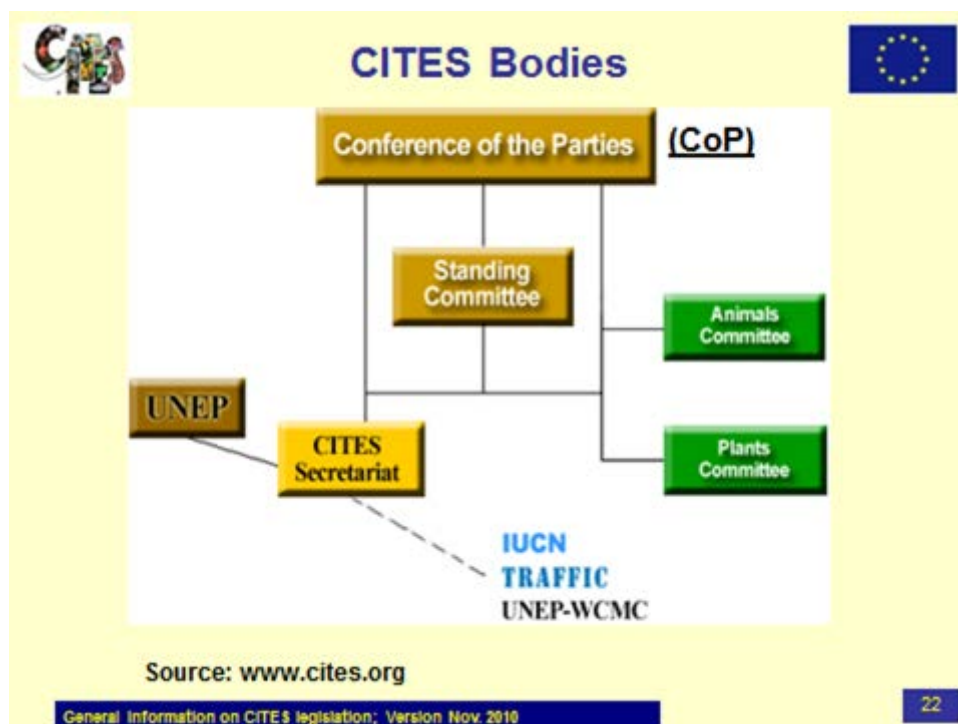 CITES
CITES Bodies
Conference of the Parties
(CoP)
Standing
Committee
Animals
Committee
UNEP
CITES
Secretariat
Plants
Committee
IUCN
TRAFFIC
UNEP-WCMC
Source: www.cites.org
General Information on CITES legislation; Version Nov. 2010
22